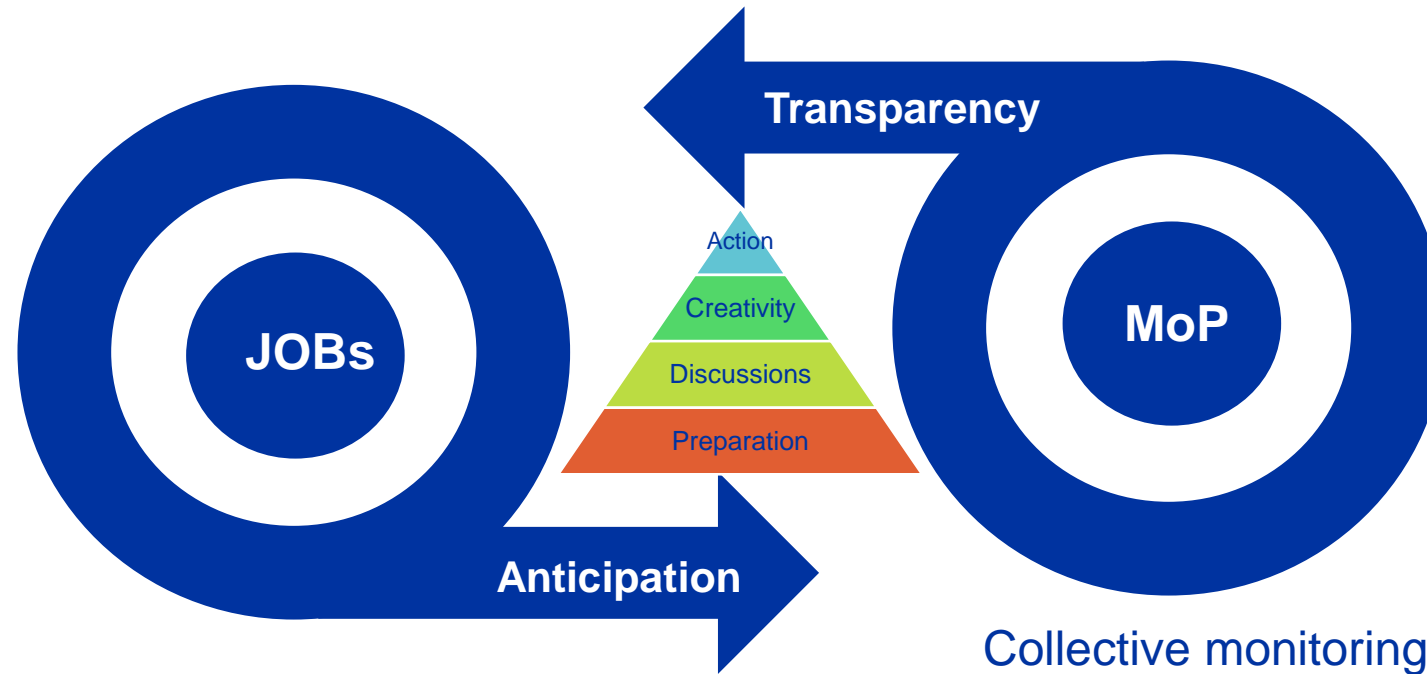 Transparency
Action
Creativity
JOBs
MoP
Discussions
Preparation
Anticipation
Collective monitoring